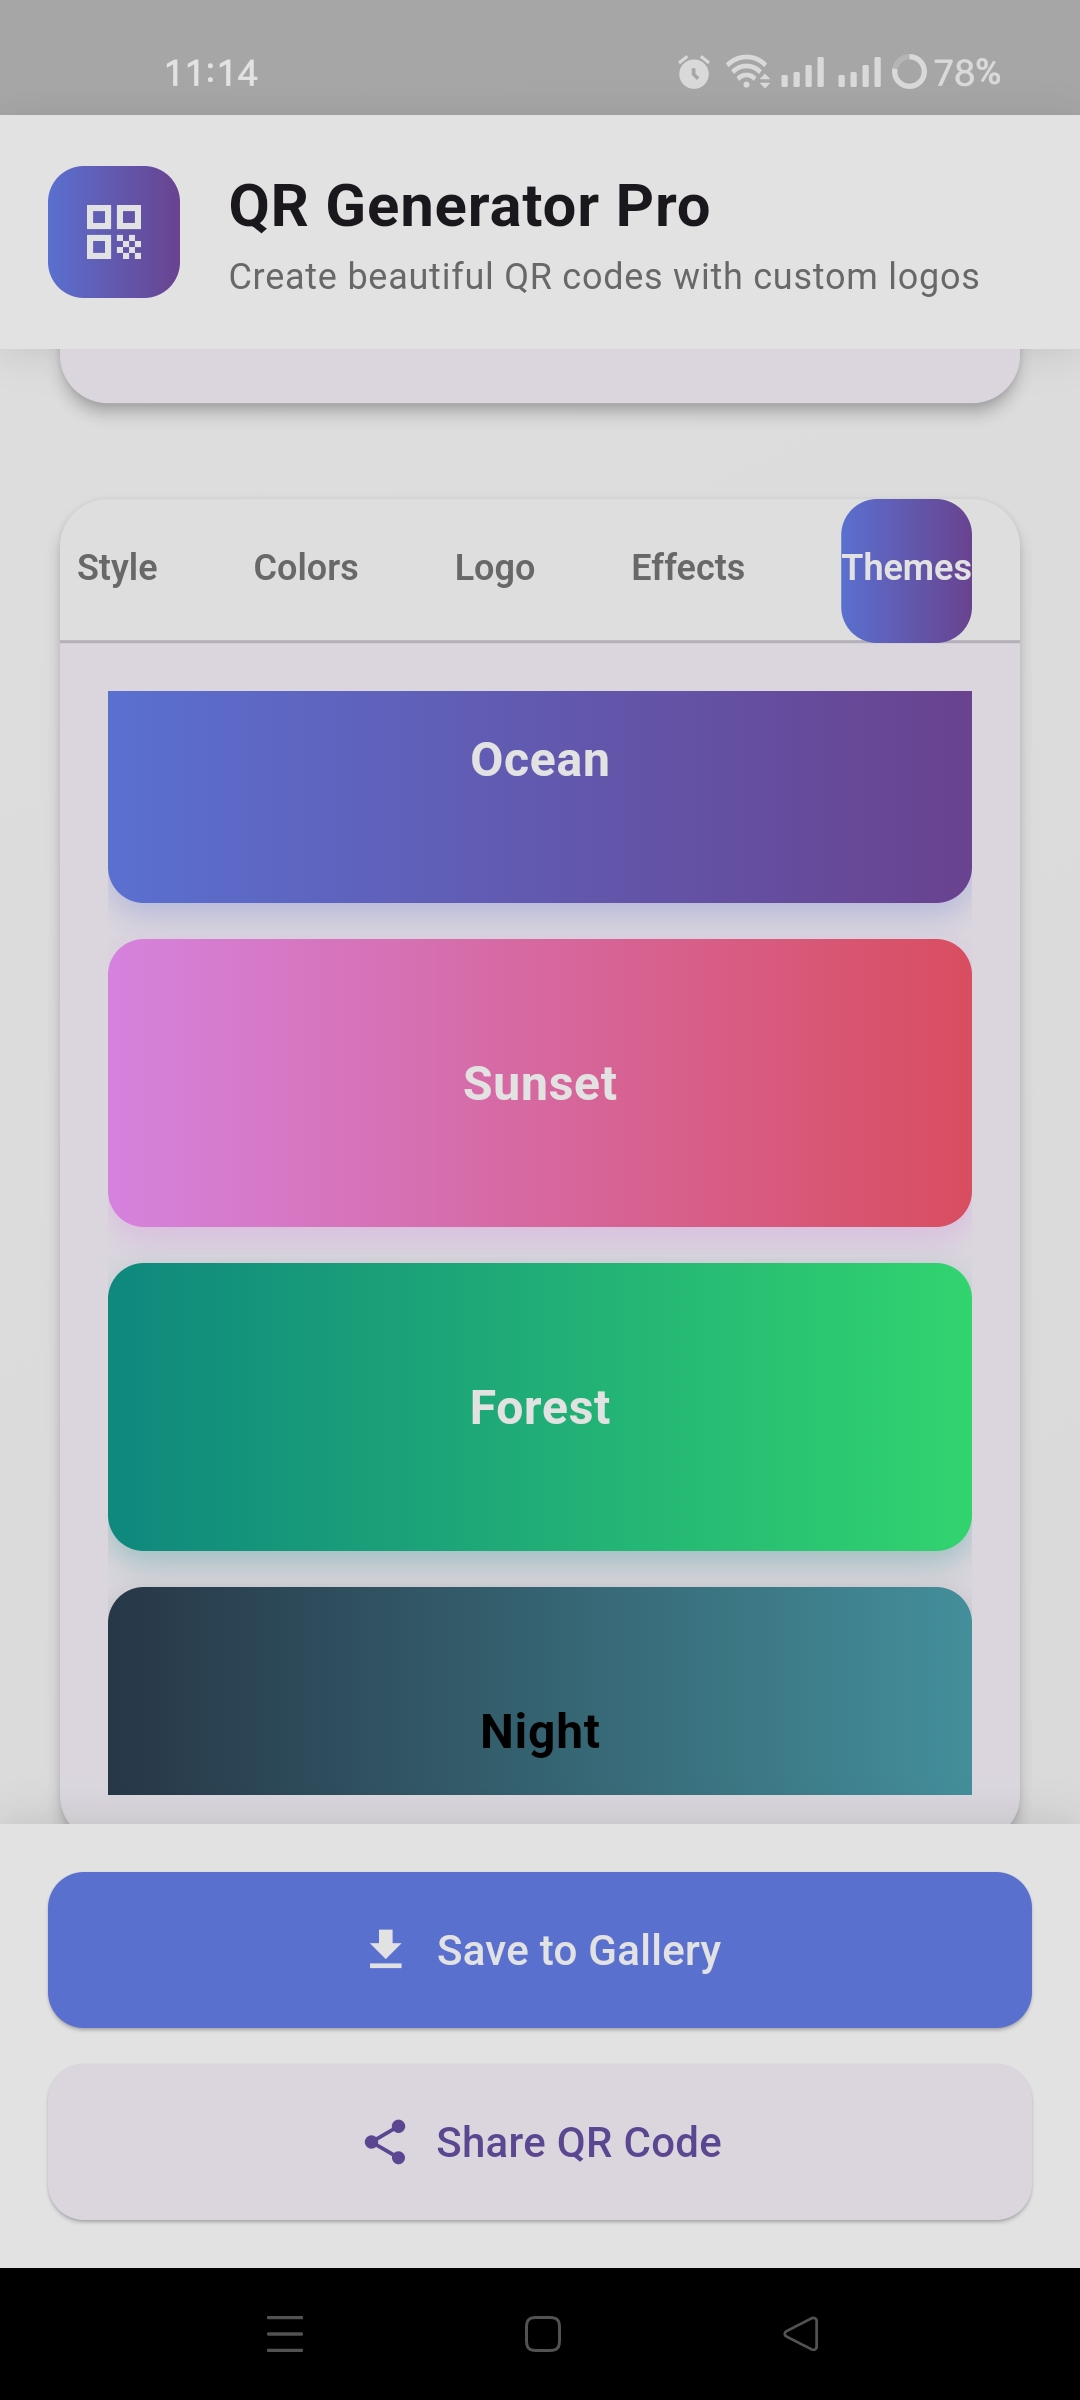 11:14
78%
QR Generator Pro
Create beautiful QR codes with custom logos
Style Colors Logo Effects Themes
Ocean
Sunset
Forest
Night
Save to Gallery
Share QR Code